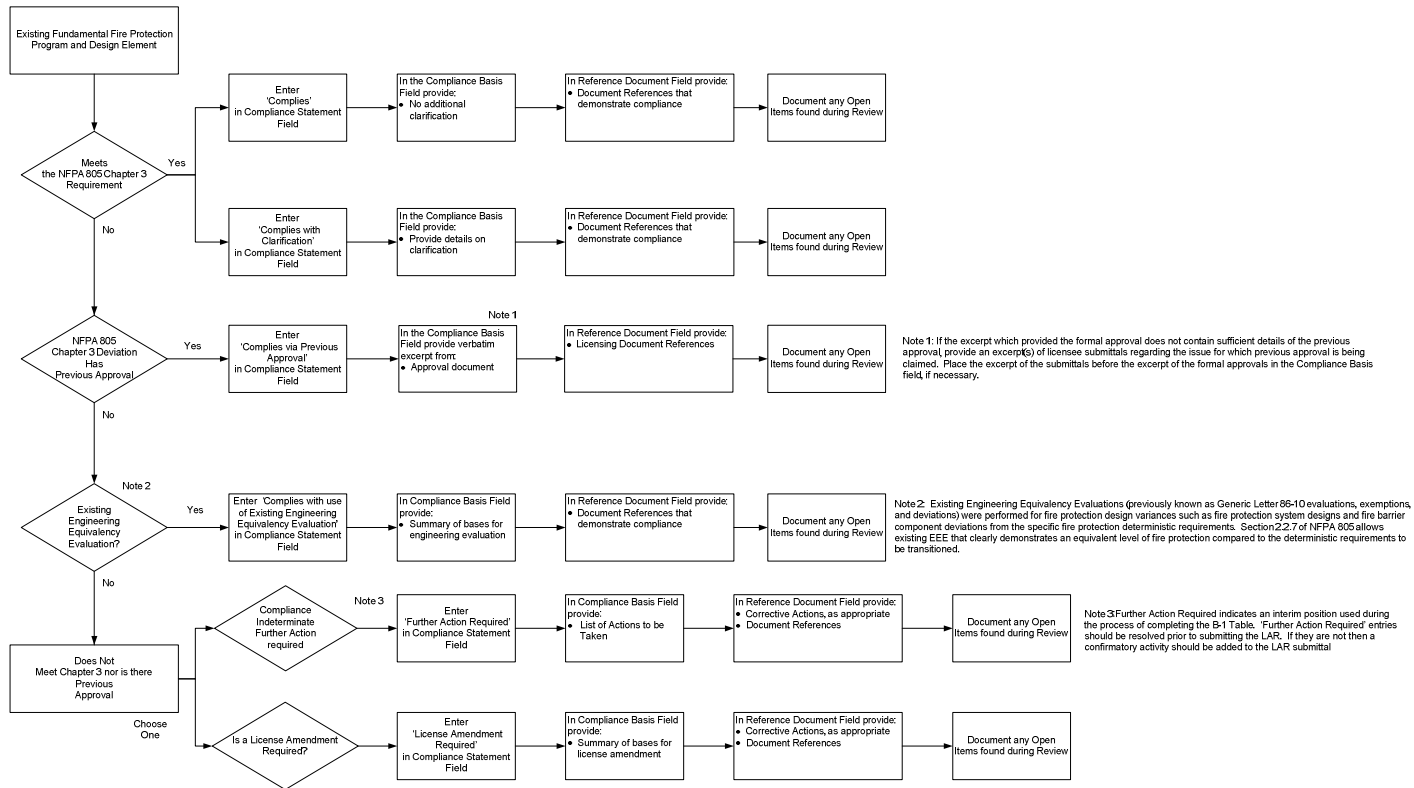 Existing Fundamental Fire Protection
Program and Design Element
Meets
the NFPA 805 Chapter 3
Requirement
Yes
No
Enter
'Complies'
in Compliance Statement
Field
In the Compliance Basis
Field provide:
• No additional
clarification
In Reference Document Field provide:
• Document References that
demonstrate compliance
Document any Open
Items found during Review
Enter
'Complies with
Clarification'
in Compliance Statement
Field
In the Compliance Basis
Field provide:
• Provide details on
clarification
In Reference Document Field provide:
• Document References that
demonstrate compliance
Document any Open
Items found during Review
NFPA 805
Chapter 3 Deviation
Has
Previous Approval
Yes
No
Enter
'Complies via Previous
Approval'
in Compliance Statement
Field
Note 1
In the Compliance Basis
Field provide verbatim
excerpt from:
• Approval document
In Reference Document Field provide:
• Licensing Document References
Document any Open
Items found during Review
Note 1: If the excerpt which provided the formal approval does not contain sufficient details of the previous
approval, provide an excerpt(s) of licensee submittals regarding the issue for which previous approval is being
claimed. Place the excerpt of the submittals before the excerpt of the formal approvals in the Compliance Basis
field, if necessary.
Note 2
Existing
Engineering
Equivalency
Evaluation?
Yes
No
Enter 'Complies with use
of Existing Engineering
Equivalency Evaluation'
in Compliance Statement
Field
In Compliance Basis Field
provide:
• Summary of bases for
engineering evaluation
In Reference Document Field provide:
• Document References that
demonstrate compliance
Document any Open
Items found during Review
Note 2: Existing Engineering Equivalency Evaluations (previously known as Generic Letter 86-10 evaluations, exemptions,
and deviations) were performed for fire protection design variances such as fire protection system designs and fire barrier
component deviations from the specific fire protection deterministic requirements. Section 2.2.7 of NFPA 805 allows
existing EEE that clearly demonstrates an equivalent level of fire protection compared to the deterministic requirements to
be transitioned.
Does Not
Meet Chapter 3 nor is there
Previous
Approval
Choose
One
Compliance
Indeterminate
Further Action
required
Note 3
Enter
'Further Action Required'
in Compliance Statement
Field
In Compliance Basis Field
provide:
• List of Actions to be
Taken
In Reference Document Field provide:
• Corrective Actions, as appropriate
• Document References
Document any Open
Items found during Review
Note 3: Further Action Required indicates an interim position used during
the process of completing the B-1 Table. 'Further Action Required' entries
should be resolved prior to submitting the LAR. If they are not then a
confirmatory activity should be added to the LAR submittal
Is a License Amendment
Required?
Enter
'License Amendment
Required'
in Compliance Statement
Field
In Compliance Basis Field
provide:
• Summary of bases for
license amendment
In Reference Document Field provide:
• Corrective Actions, as appropriate
• Document References
Document any Open
Items found during Review